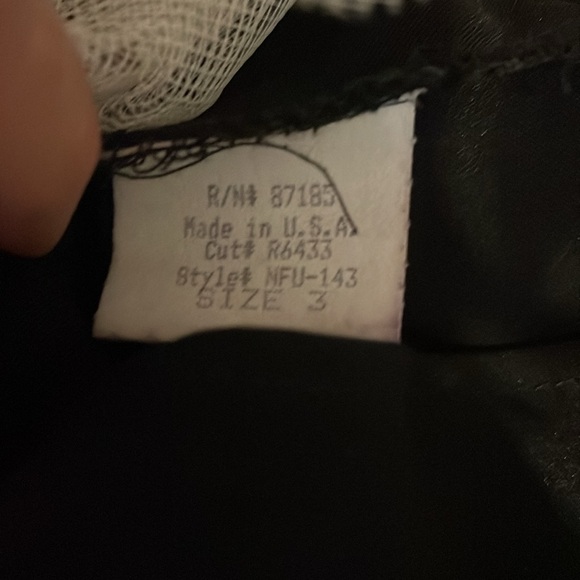 R/N# 87185
Made in U.S.A.
Cut# R6433
Style# NFU-143
SIZE 3